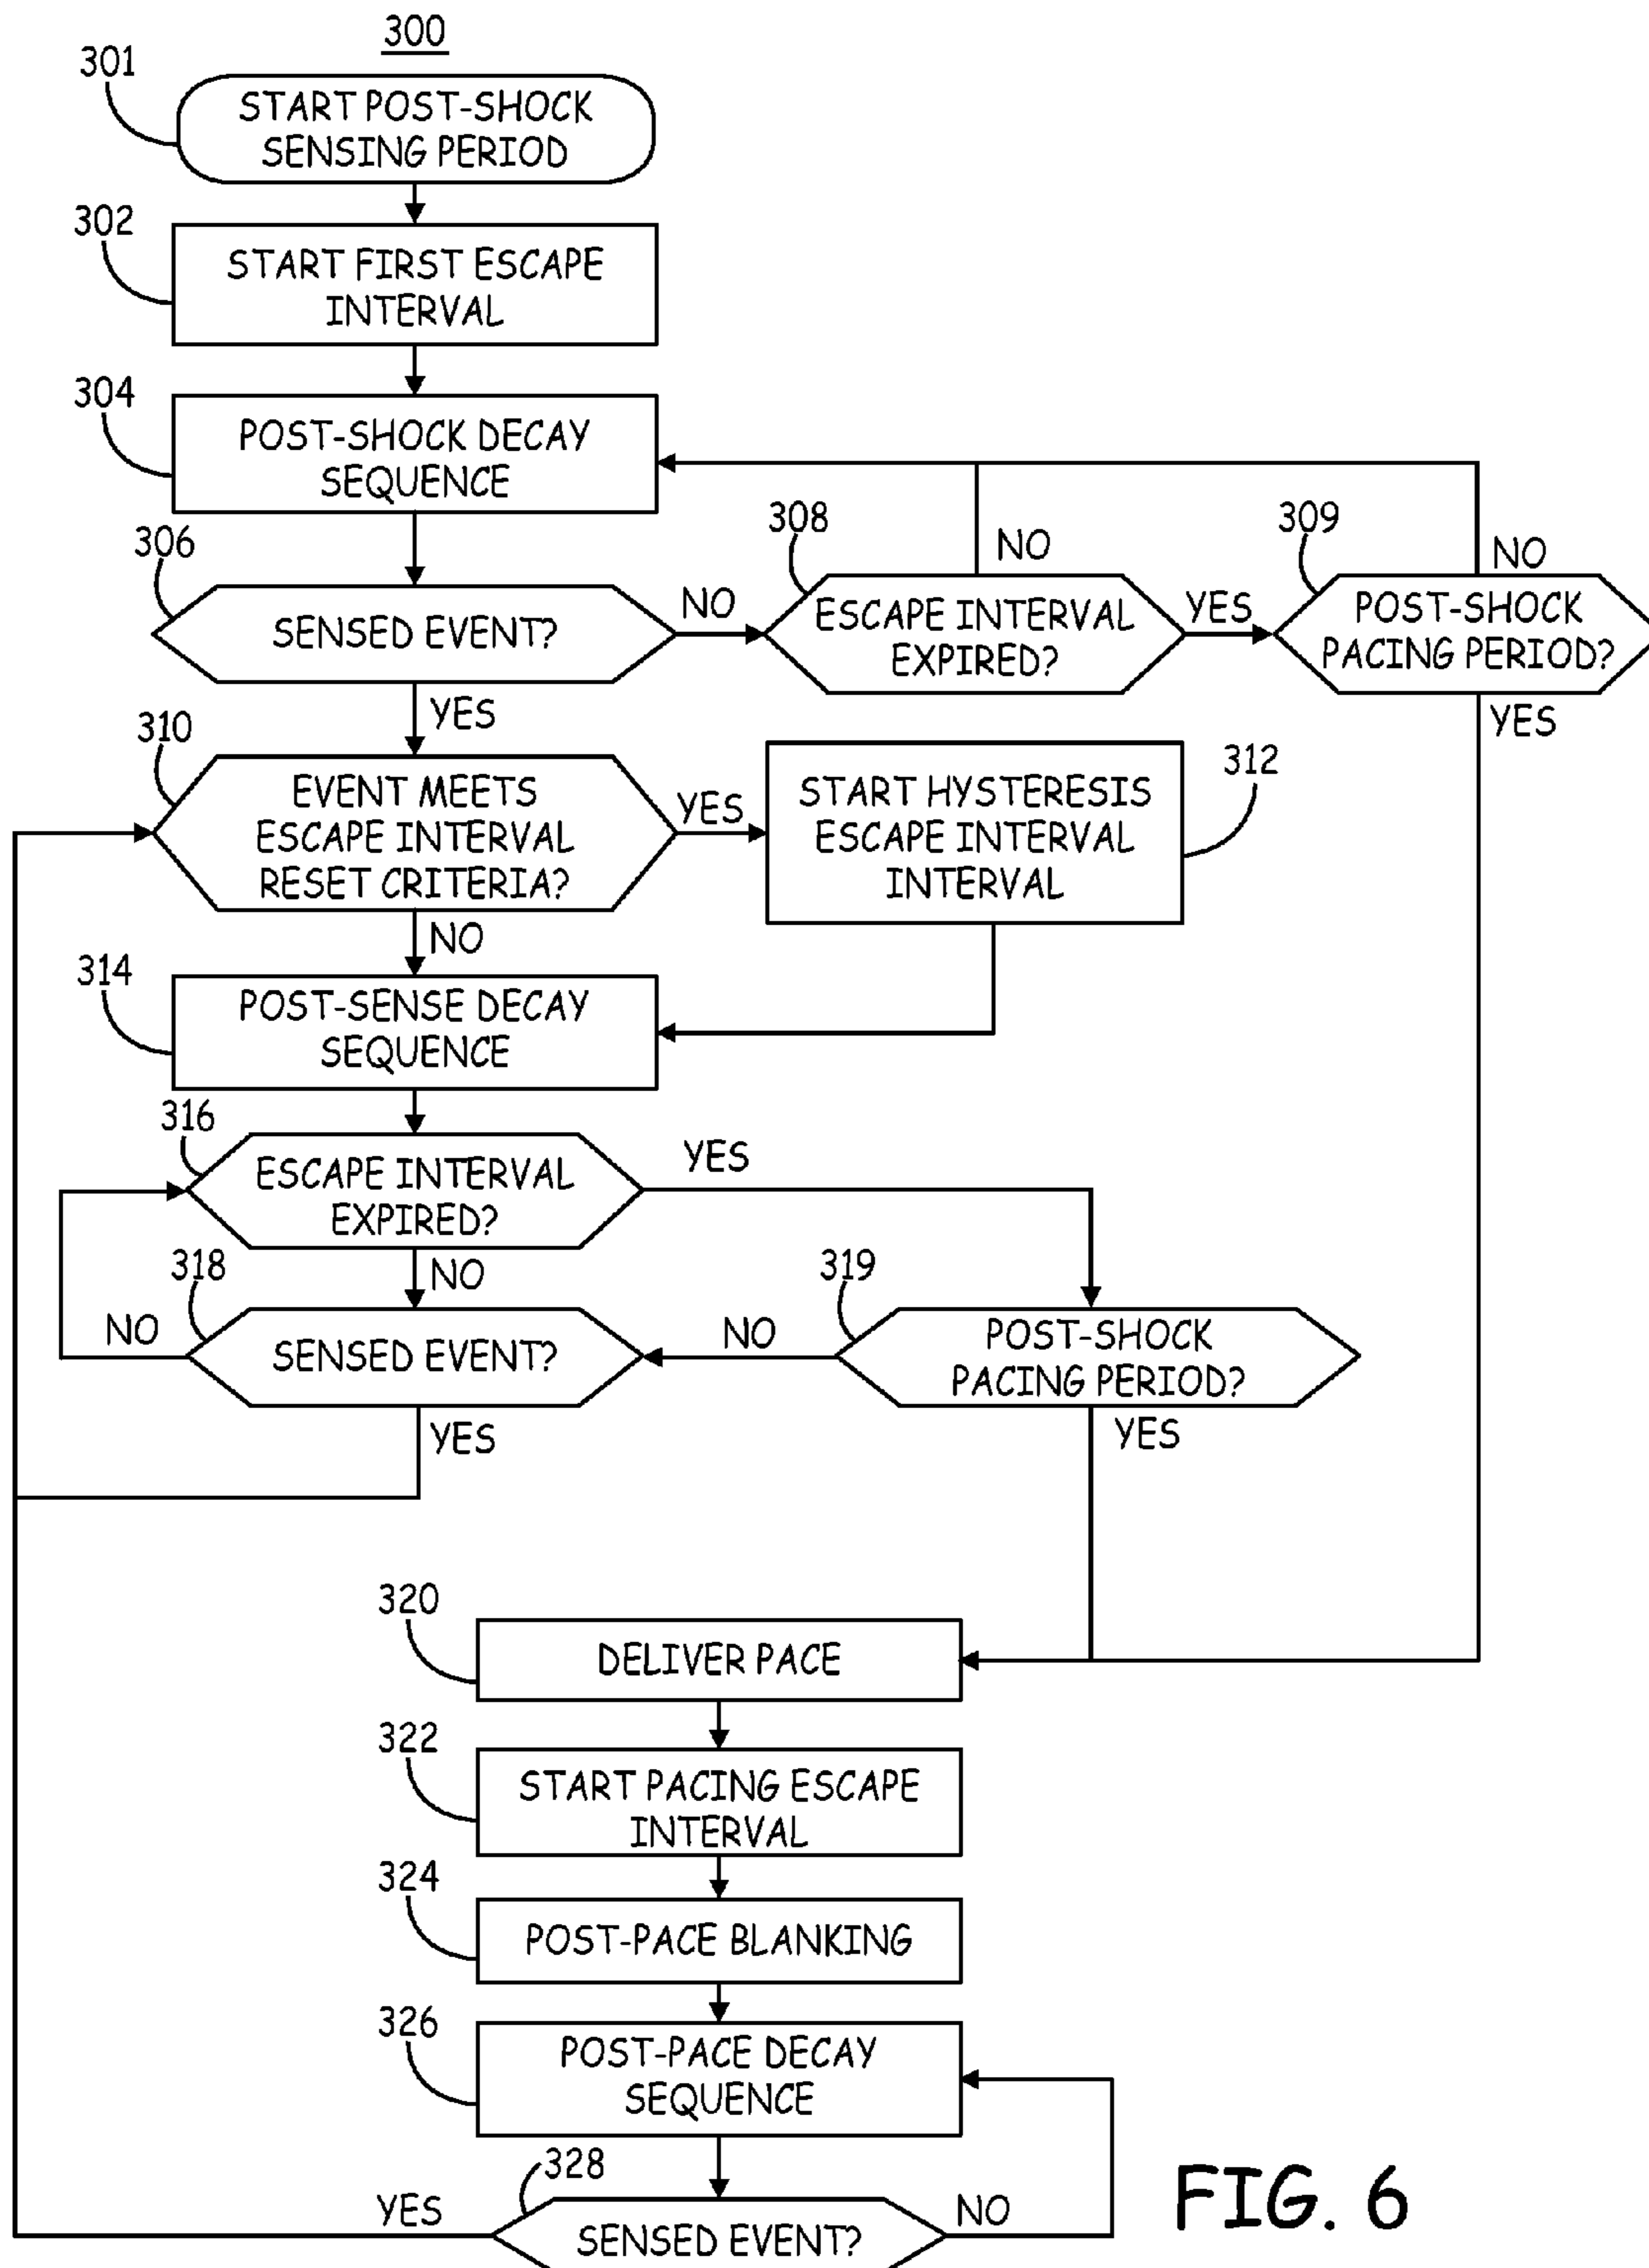 300
301
START POST-SHOCK
SENSING PERIOD
302
START FIRST ESCAPE
INTERVAL
304
POST-SHOCK DECAY
SEQUENCE
306
SENSED EVENT?
NO
308
ESCAPE INTERVAL
EXPIRED?
NO
YES
309
POST-SHOCK
PACING PERIOD?
NO
YES
YES
310
EVENT MEETS
ESCAPE INTERVAL
RESET CRITERIA?
YES
START HYSTERESIS
ESCAPE INTERVAL
INTERVAL
312
NO
314
POST-SENSE DECAY
SEQUENCE
316
ESCAPE INTERVAL
EXPIRED?
YES
NO
318
SENSED EVENT?
NO
NO
319
POST-SHOCK
PACING PERIOD?
YES
YES
320
DELIVER PACE
322
START PACING ESCAPE
INTERVAL
324
POST-PACE BLANKING
326
POST-PACE DECAY
SEQUENCE
328
YES
SENSED EVENT?
NO
FIG. 6